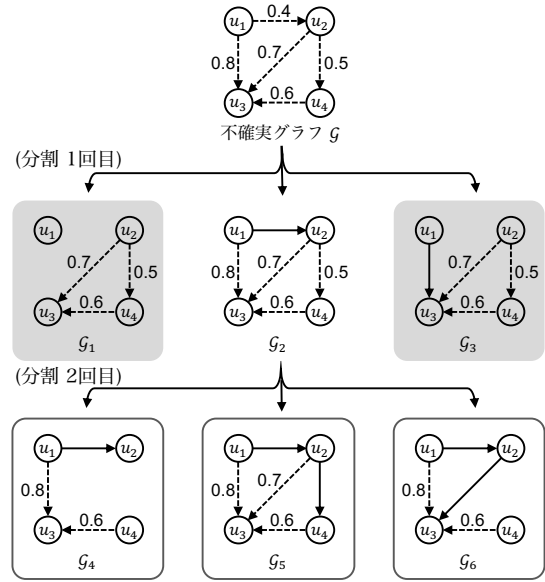 u₁ 0.4 u₂
0.8 0.7 0.5
u₃ 0.6 u₄
不確実グラフ 𝒢
(分割 1回目)
u₁ u₂ u₁ u₂ u₁ u₂
0.7 0.5 0.8 0.7 0.5 0.7 0.5
u₃ 0.6 u₄ u₃ 0.6 u₄ u₃ 0.6 u₄
𝒢₁ 𝒢₂ 𝒢₃
(分割 2回目)
u₁ u₂ u₁ u₂ u₁ u₂
0.8 0.8 0.7 0.8
u₃ 0.6 u₄ u₃ 0.6 u₄ u₃ 0.6 u₄
𝒢₄ 𝒢₅ 𝒢₆